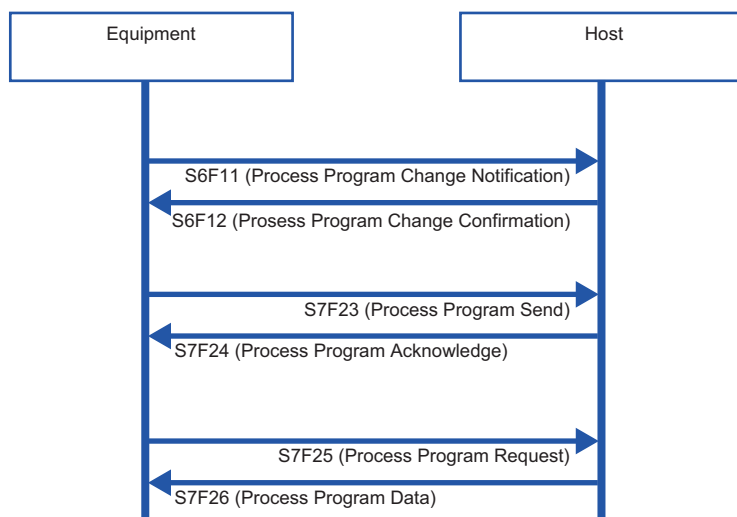 Equipment
Host
S6F11 (Process Program Change Notification)
S6F12 (Prosess Program Change Confirmation)
S7F23 (Process Program Send)
S7F24 (Process Program Acknowledge)
S7F25 (Process Program Request)
S7F26 (Process Program Data)